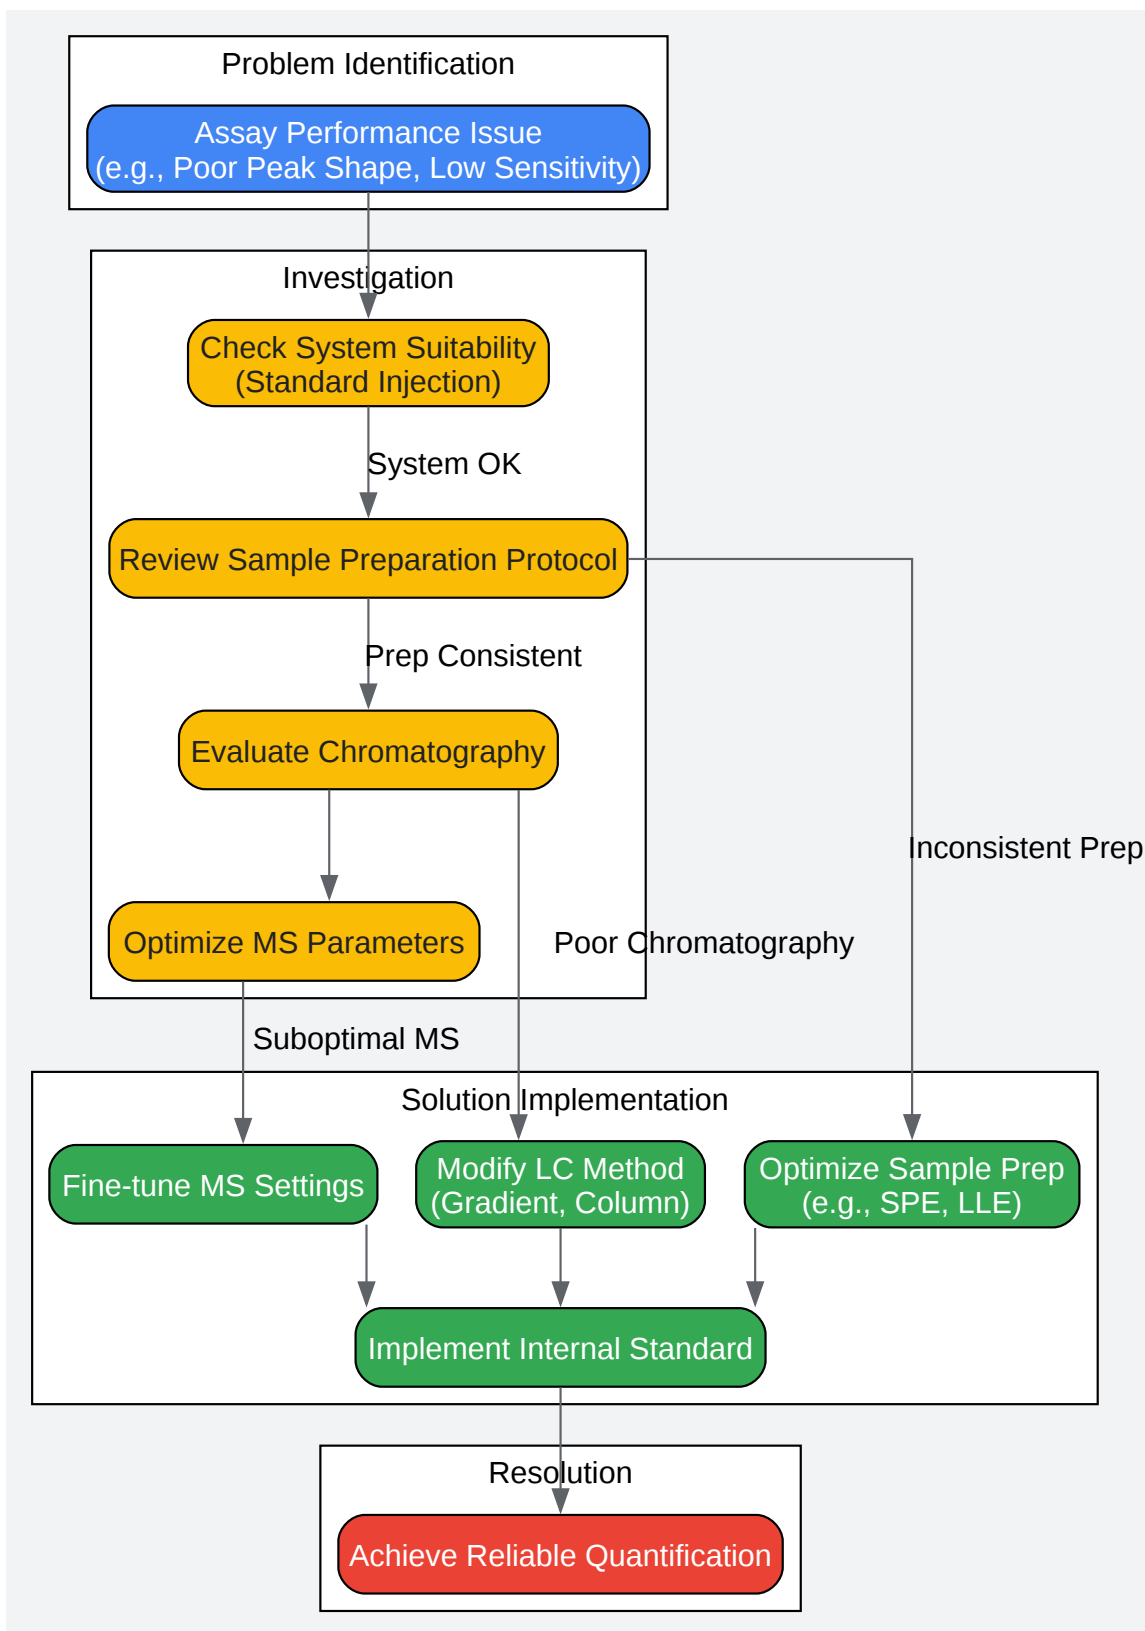 Problem Identification
Assay Performance Issue
(e.g., Poor Peak Shape, Low Sensitivity)
Investigation
Check System Suitability
(Standard Injection)
System OK
Review Sample Preparation Protocol
Prep Consistent
Evaluate Chromatography
Inconsistent Prep
Optimize MS Parameters
Poor Chromatography
Suboptimal MS
Solution Implementation
Fine-tune MS Settings
Modify LC Method
(Gradient, Column)
Optimize Sample Prep
(e.g., SPE, LLE)
Implement Internal Standard
Resolution
Achieve Reliable Quantification